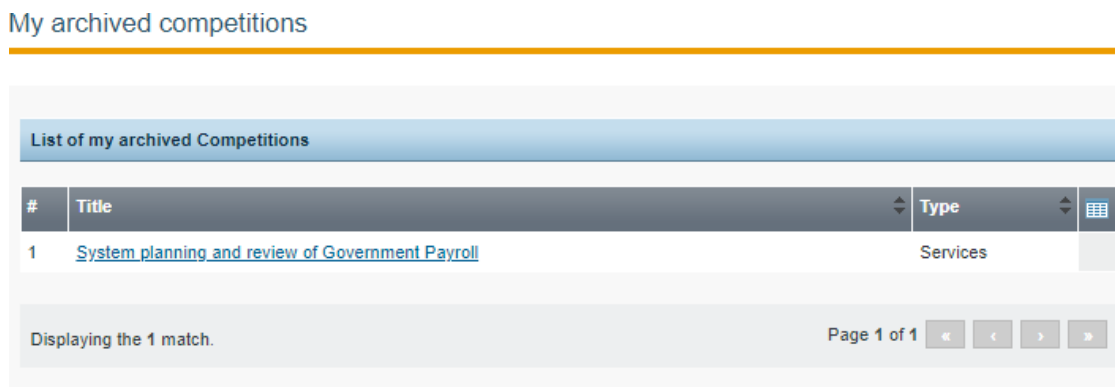 My archived competitions
List of my archived Competitions
# Title Type
1 System planning and review of Government Payroll Services
Displaying the 1 match. Page 1 of 1 « ‹ › »